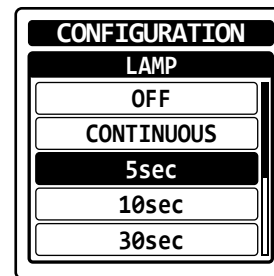 CONFIGURATION
LAMP
OFF
CONTINUOUS
5sec
10sec
30sec